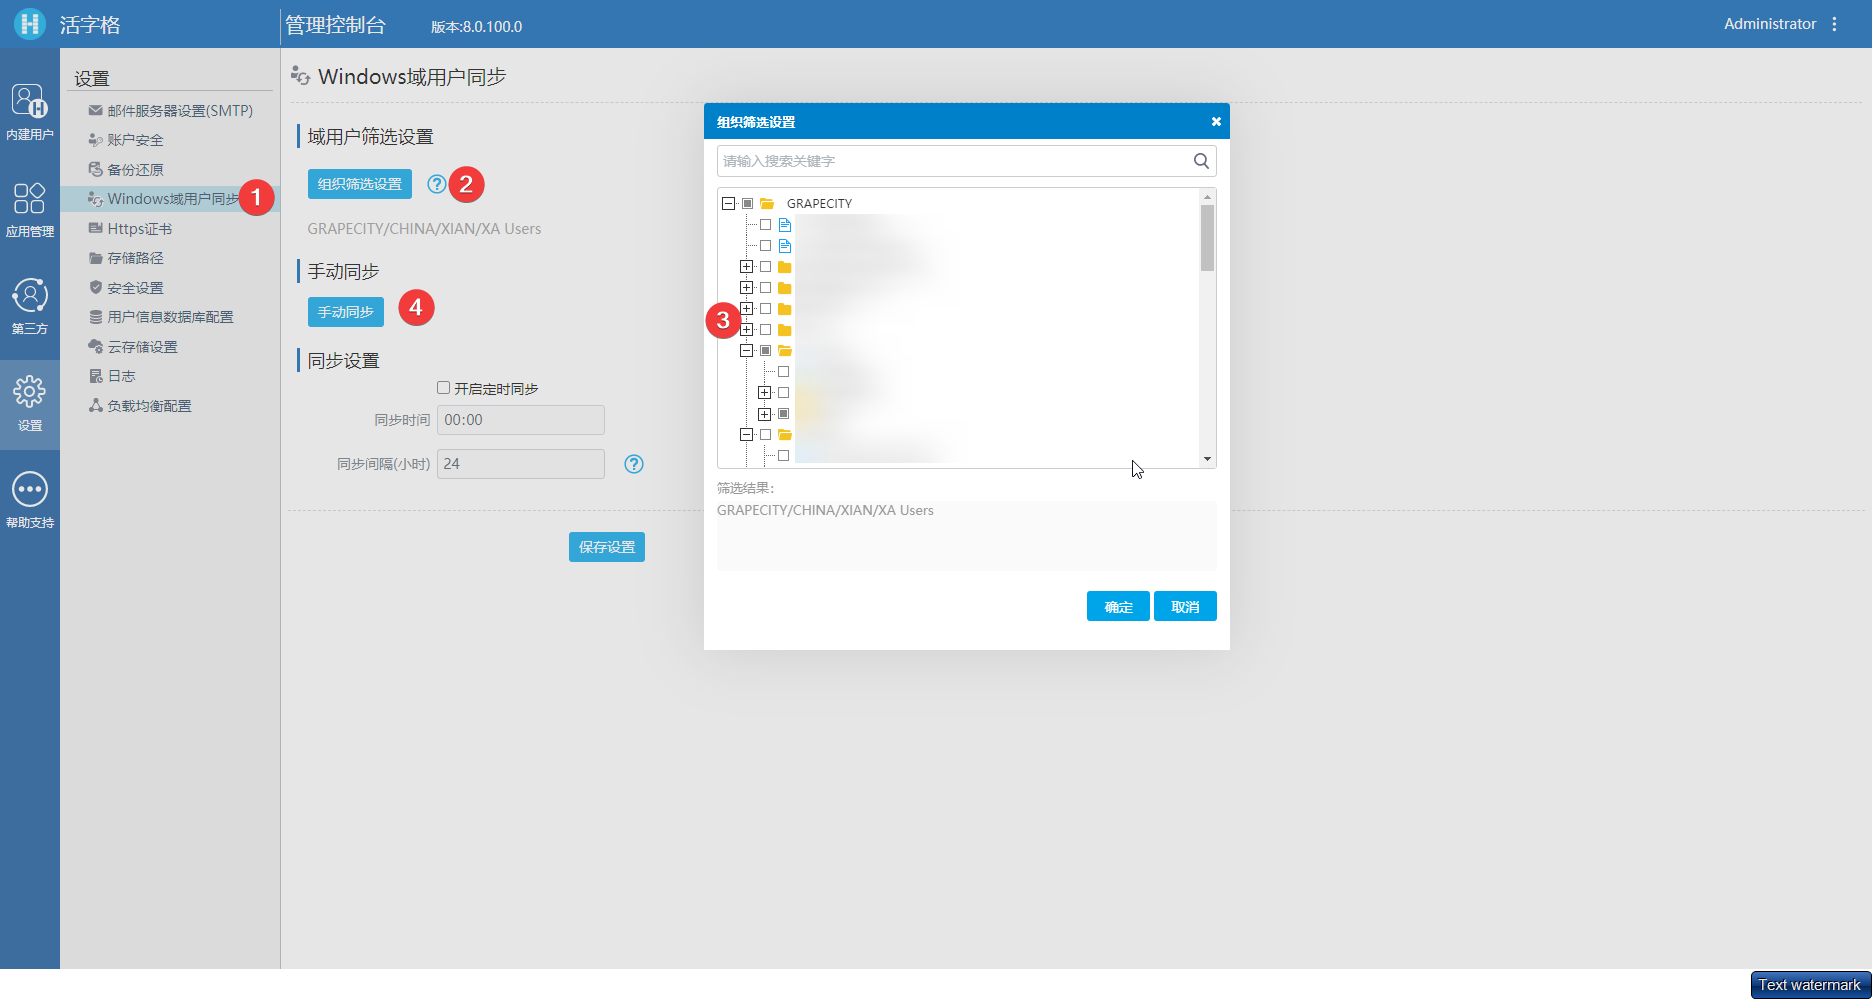 活字格
管理控制台
版本:8.0.100.0
Administrator
内建用户
应用管理
第三方
设置
帮助支持
设置
邮件服务器设置(SMTP)
账户安全
备份还原
Windows域用户同步
1
Https证书
存储路径
安全设置
用户信息数据库配置
云存储设置
日志
负载均衡配置
Windows域用户同步
域用户筛选设置
组织筛选设置
2
GRAPECITY/CHINA/XIAN/XA Users
手动同步
手动同步
4
同步设置
开启定时同步
同步时间 00:00
同步间隔(小时) 24
保存设置
组织筛选设置
请输入搜索关键字
GRAPECITY
3
筛选结果:
GRAPECITY/CHINA/XIAN/XA Users
确定 取消
Text watermark